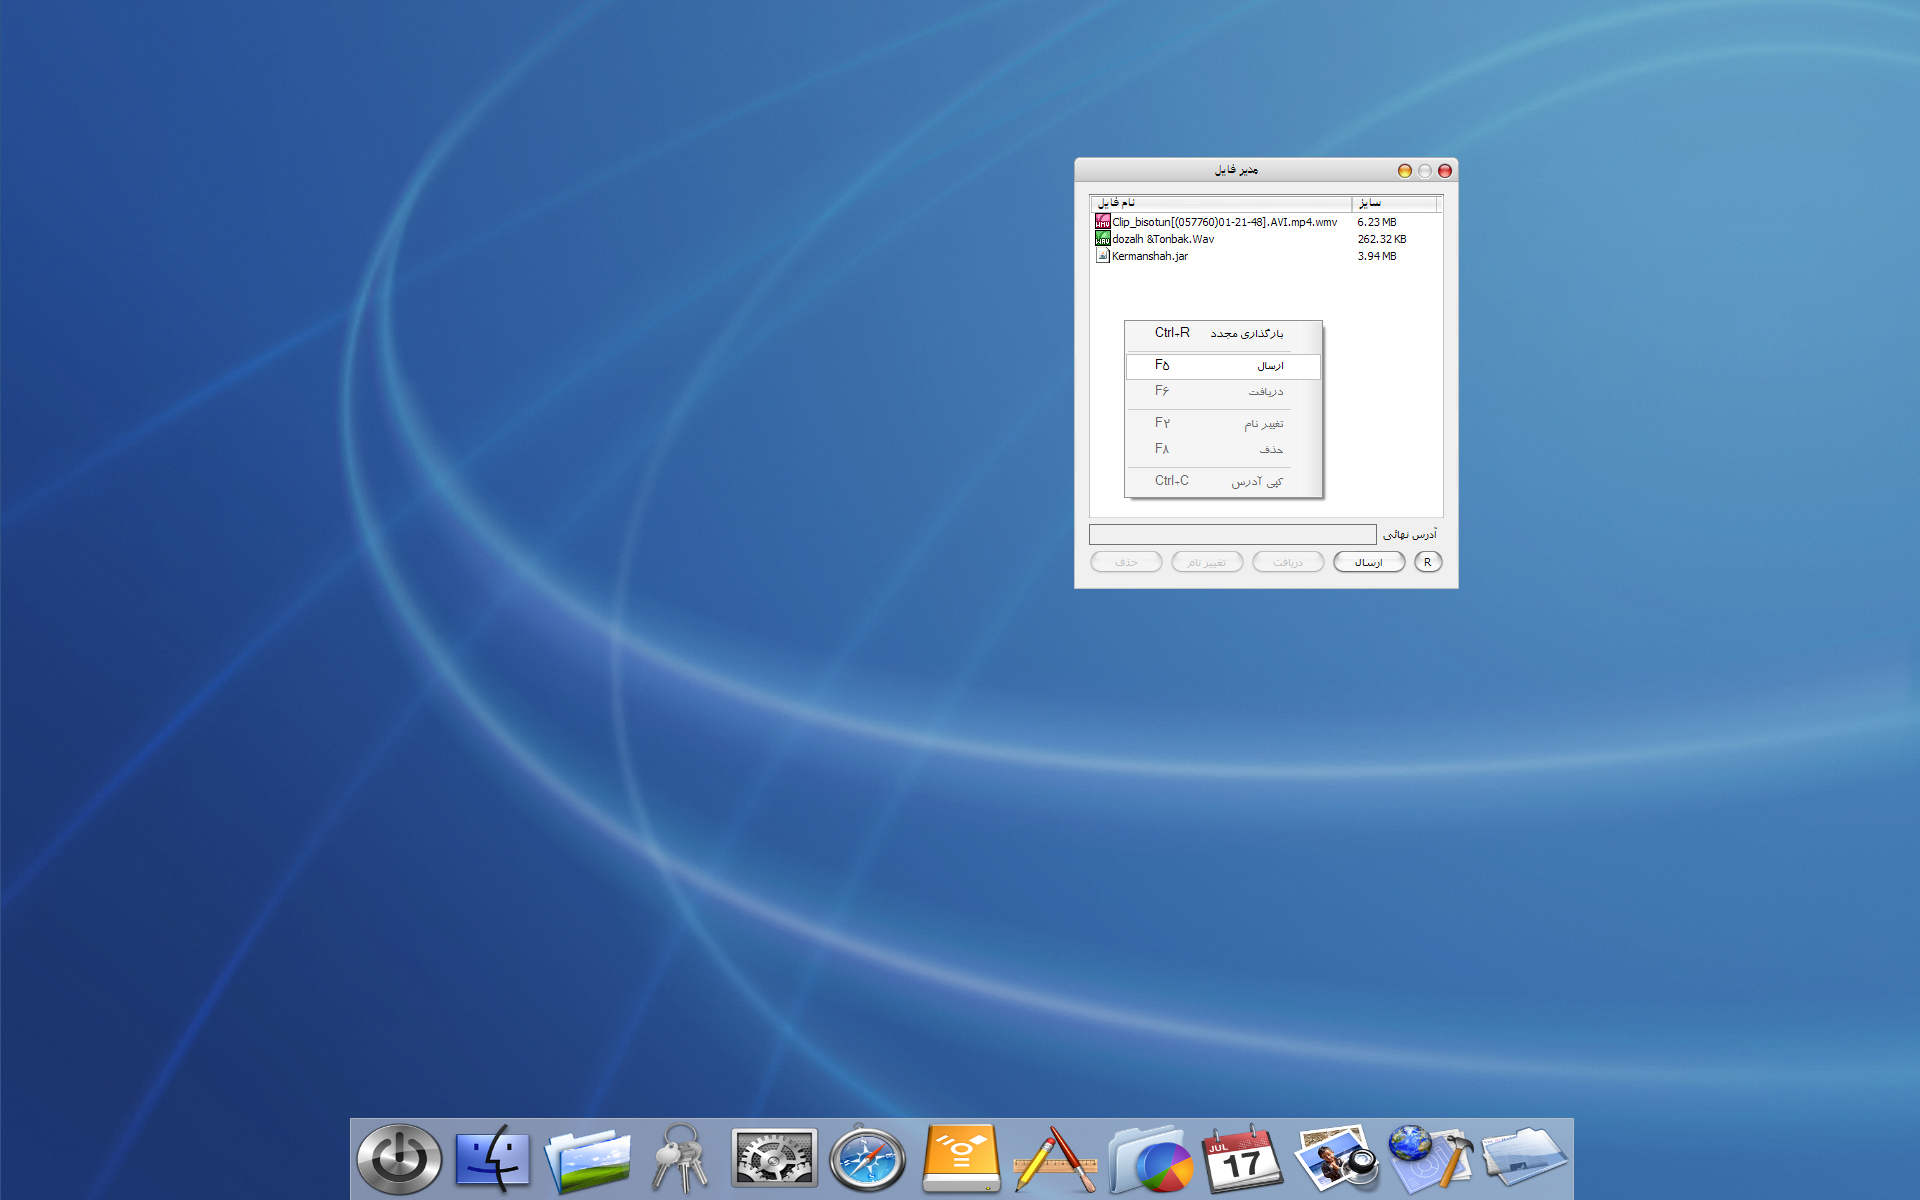 مدیر فایل
نام فایل سایز
Clip_bisotun[(057760)01-21-48].AVI.mp4.wmv 6.23 MB
dozalh &Tonbak.Wav 262.32 KB
Kermanshah.jar 3.94 MB
بارگذاری مجدد Ctrl+R
ارسال F۵
دریافت F۶
تغییر نام F۲
حذف F۸
کپی آدرس Ctrl+C
آدرس نهائی
R ارسال دریافت تغییر نام حذف
JUL
17